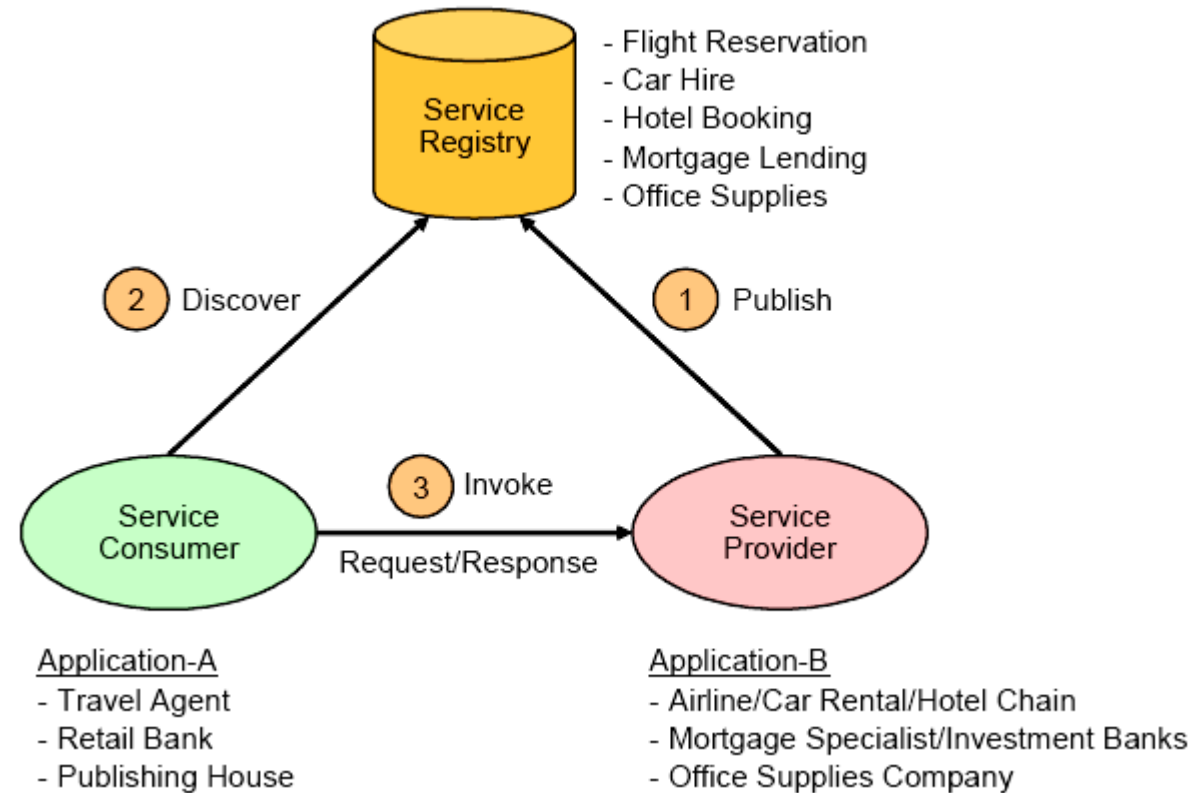 Service
Registry
- Flight Reservation
- Car Hire
- Hotel Booking
- Mortgage Lending
- Office Supplies
2 Discover
1 Publish
3 Invoke
Request/Response
Service
Consumer
Service
Provider
Application-A
- Travel Agent
- Retail Bank
- Publishing House
Application-B
- Airline/Car Rental/Hotel Chain
- Mortgage Specialist/Investment Banks
- Office Supplies Company